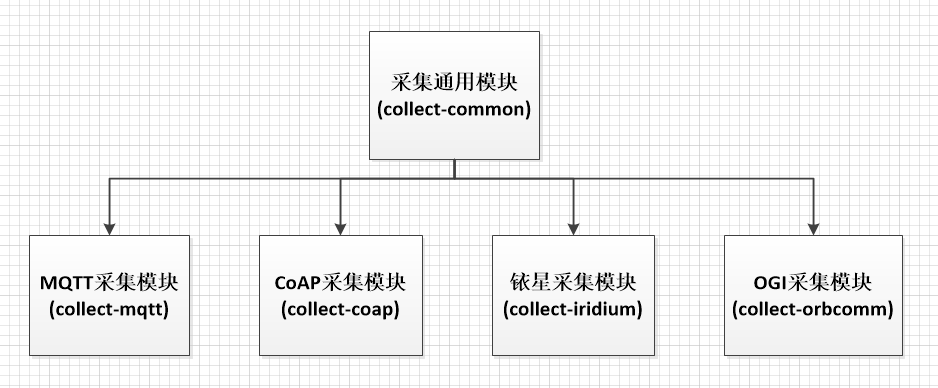 采集通用模块
(collect-common)
MQTT采集模块
(collect-mqtt)
CoAP采集模块
(collect-coap)
铱星采集模块
(collect-iridium)
OGI采集模块
(collect-orbcomm)